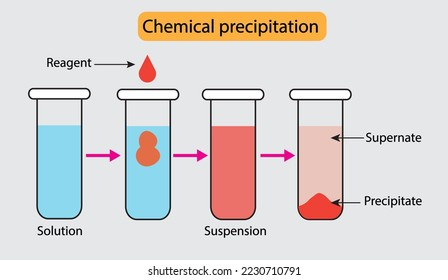 Chemical precipitation
Reagent
Supernate
Precipitate
Solution
Suspension
shutterstock.com · 2230710791